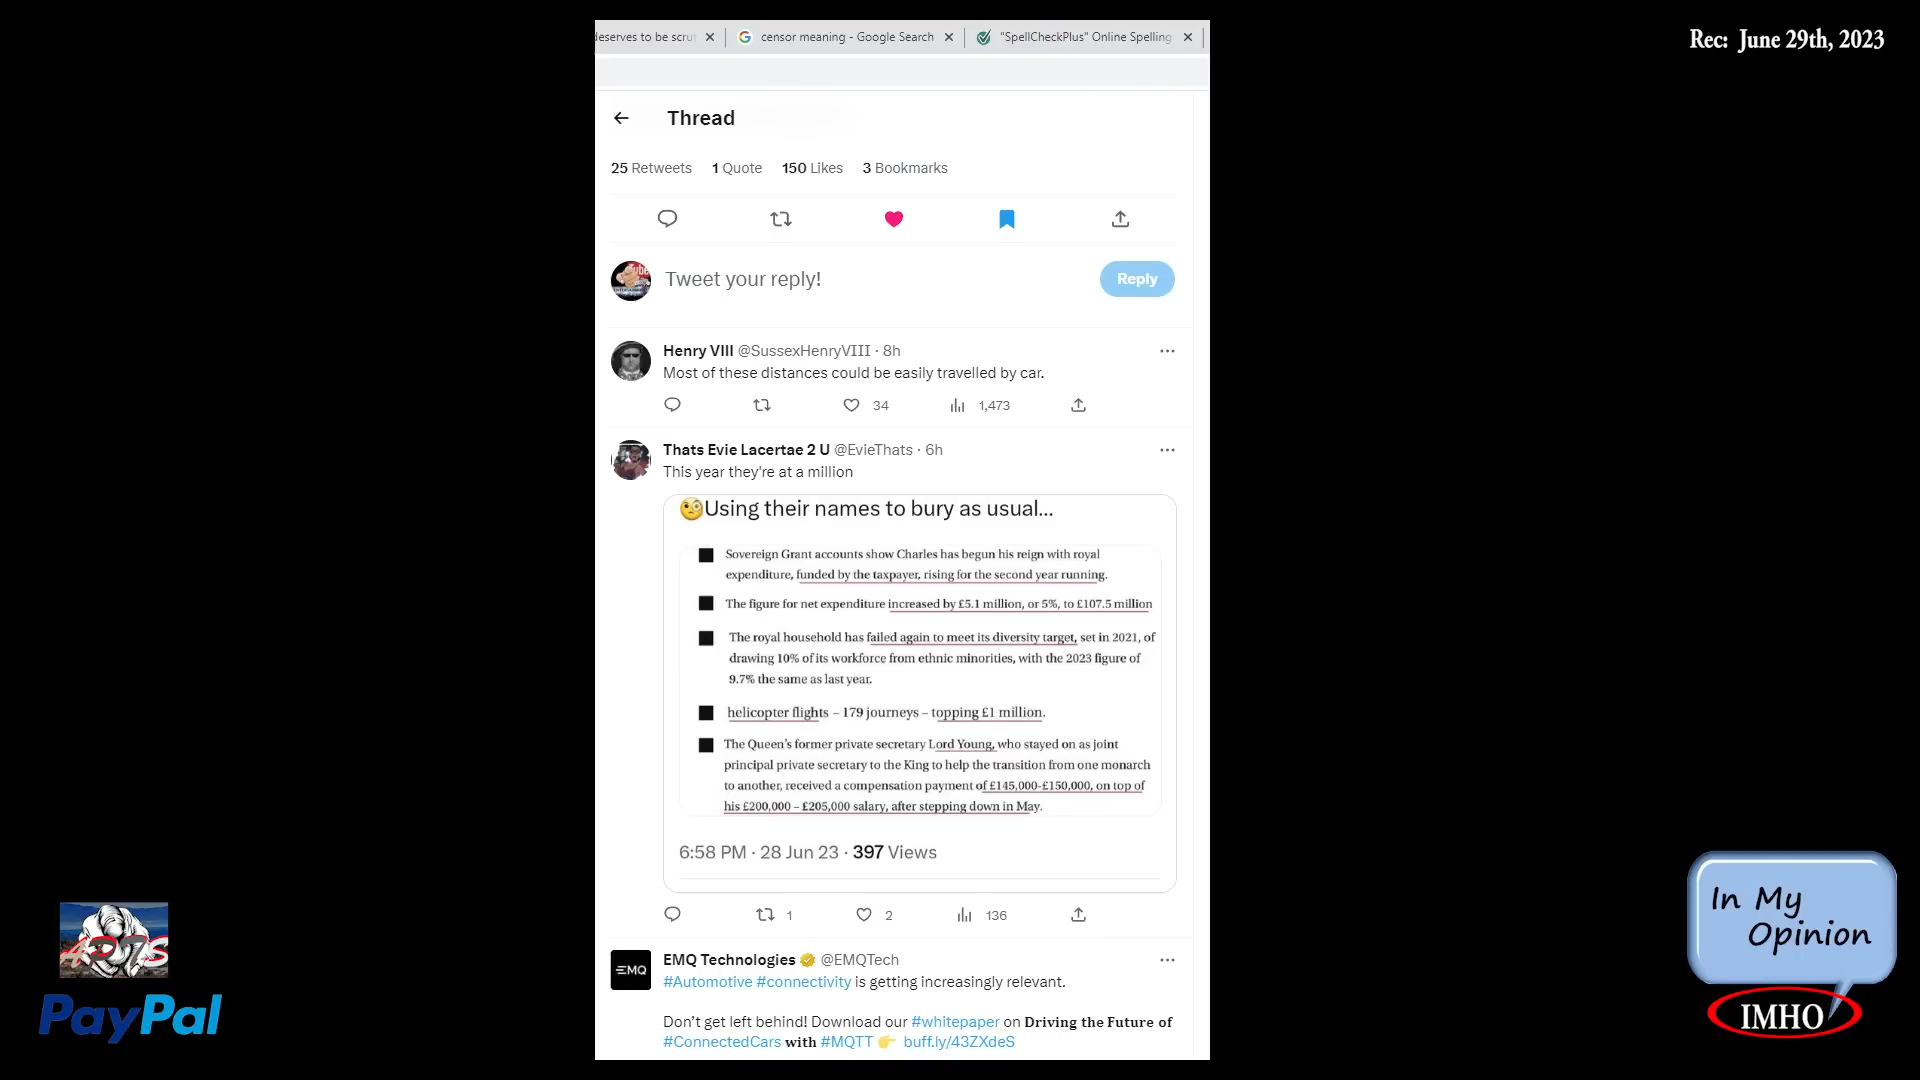 deserves to be scru
censor meaning - Google Search
"SpellCheckPlus" Online Spelling
Rec: June 29th, 2023
Thread
25 Retweets 1 Quote 150 Likes 3 Bookmarks
Tweet your reply!
Reply
Henry VIII @SussexHenryVIII · 8h
Most of these distances could be easily travelled by car.
34 1,473
Thats Evie Lacertae 2 U @EvieThats · 6h
This year they're at a million
🧐Using their names to bury as usual...
Sovereign Grant accounts show Charles has begun his reign with royal
expenditure, funded by the taxpayer, rising for the second year running.
The figure for net expenditure increased by £5.1 million, or 5%, to £107.5 million
The royal household has failed again to meet its diversity target, set in 2021, of
drawing 10% of its workforce from ethnic minorities, with the 2023 figure of
9.7% the same as last year.
helicopter flights – 179 journeys – topping £1 million.
The Queen's former private secretary Lord Young, who stayed on as joint
principal private secretary to the King to help the transition from one monarch
to another, received a compensation payment of £145,000-£150,000, on top of
his £200,000 – £205,000 salary, after stepping down in May.
6:58 PM · 28 Jun 23 · 397 Views
1 2 136
EMQ
EMQ Technologies @EMQTech
#Automotive #connectivity is getting increasingly relevant.
Don't get left behind! Download our #whitepaper on Driving the Future of
#ConnectedCars with #MQTT 👉 buff.ly/43ZXdeS
PayPal
In My
Opinion
IMHO